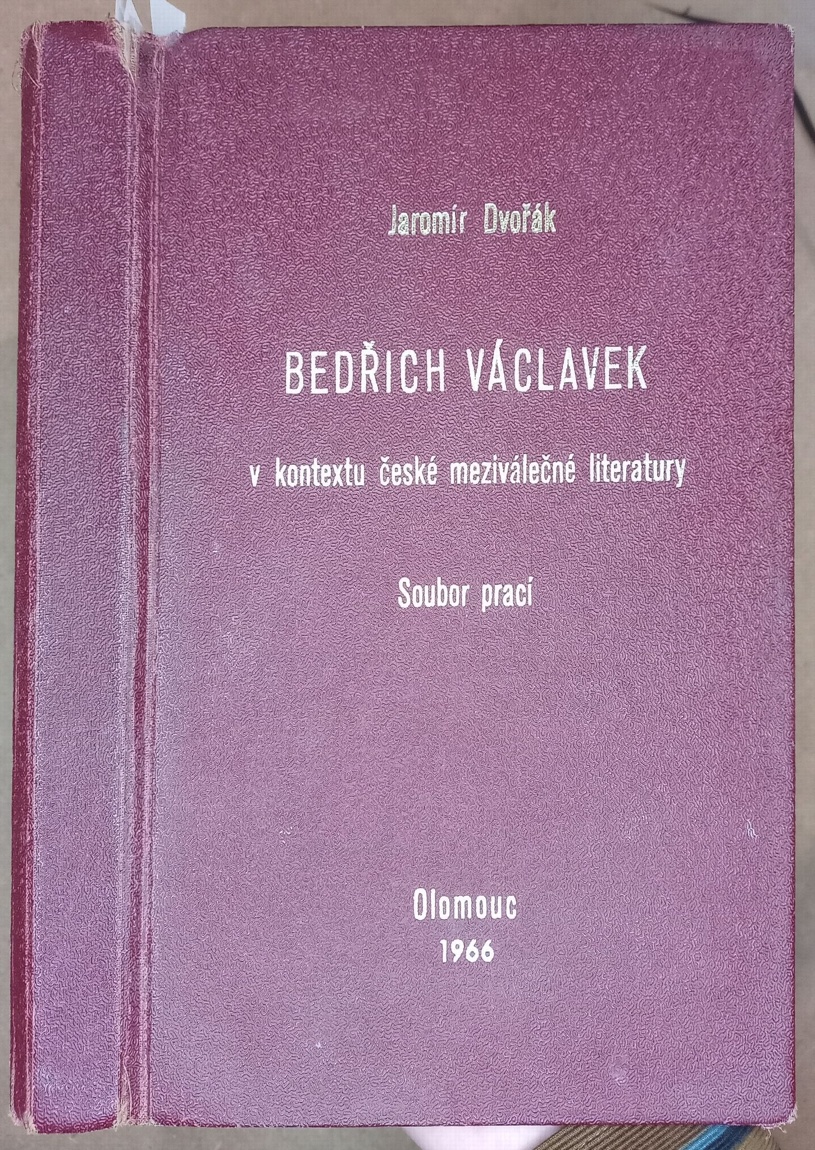 Jaromír Dvořák
BEDŘICH VÁCLAVEK
v kontextu české meziválečné literatury
Soubor prací
Olomouc
1966